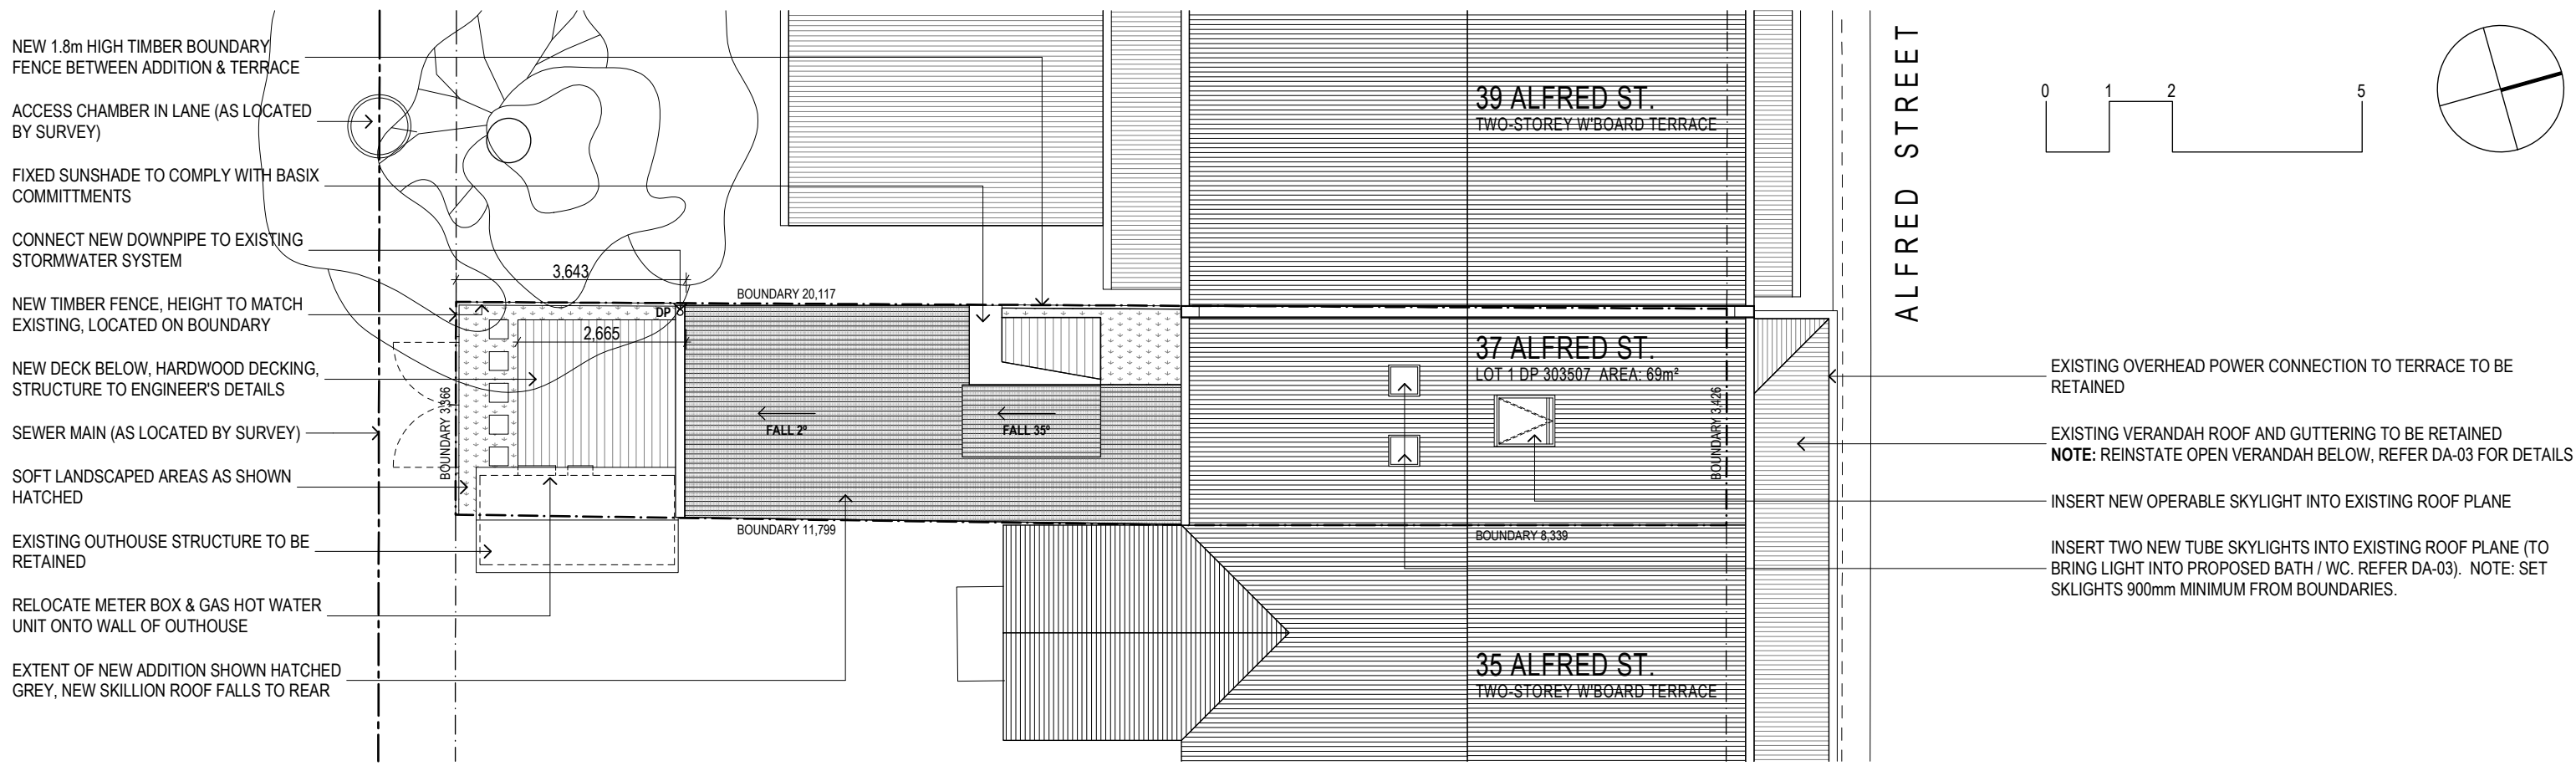 NEW 1.8m HIGH TIMBER BOUNDARY
FENCE BETWEEN ADDITION & TERRACE
ACCESS CHAMBER IN LANE (AS LOCATED
BY SURVEY)
FIXED SUNSHADE TO COMPLY WITH BASIX
COMMITTMENTS
CONNECT NEW DOWNPIPE TO EXISTING
STORMWATER SYSTEM
NEW TIMBER FENCE, HEIGHT TO MATCH
EXISTING, LOCATED ON BOUNDARY
NEW DECK BELOW, HARDWOOD DECKING,
STRUCTURE TO ENGINEER'S DETAILS
SEWER MAIN (AS LOCATED BY SURVEY)
SOFT LANDSCAPED AREAS AS SHOWN
HATCHED
EXISTING OUTHOUSE STRUCTURE TO BE
RETAINED
RELOCATE METER BOX & GAS HOT WATER
UNIT ONTO WALL OF OUTHOUSE
EXTENT OF NEW ADDITION SHOWN HATCHED
GREY, NEW SKILLION ROOF FALLS TO REAR
3,643
BOUNDARY 20,117
DP
2,665
BOUNDARY 3,366
FALL 2°
FALL 35°
BOUNDARY 11,799
39 ALFRED ST.
TWO-STOREY W'BOARD TERRACE
37 ALFRED ST.
LOT 1 DP 303507 AREA: 69m²
BOUNDARY 3,426
BOUNDARY 8,339
35 ALFRED ST.
TWO-STOREY W'BOARD TERRACE
ALFRED STREET
0 1 2 5
EXISTING OVERHEAD POWER CONNECTION TO TERRACE TO BE
RETAINED
EXISTING VERANDAH ROOF AND GUTTERING TO BE RETAINED
NOTE: REINSTATE OPEN VERANDAH BELOW, REFER DA-03 FOR DETAILS
INSERT NEW OPERABLE SKYLIGHT INTO EXISTING ROOF PLANE
INSERT TWO NEW TUBE SKYLIGHTS INTO EXISTING ROOF PLANE (TO
BRING LIGHT INTO PROPOSED BATH / WC. REFER DA-03). NOTE: SET
SKLIGHTS 900mm MINIMUM FROM BOUNDARIES.